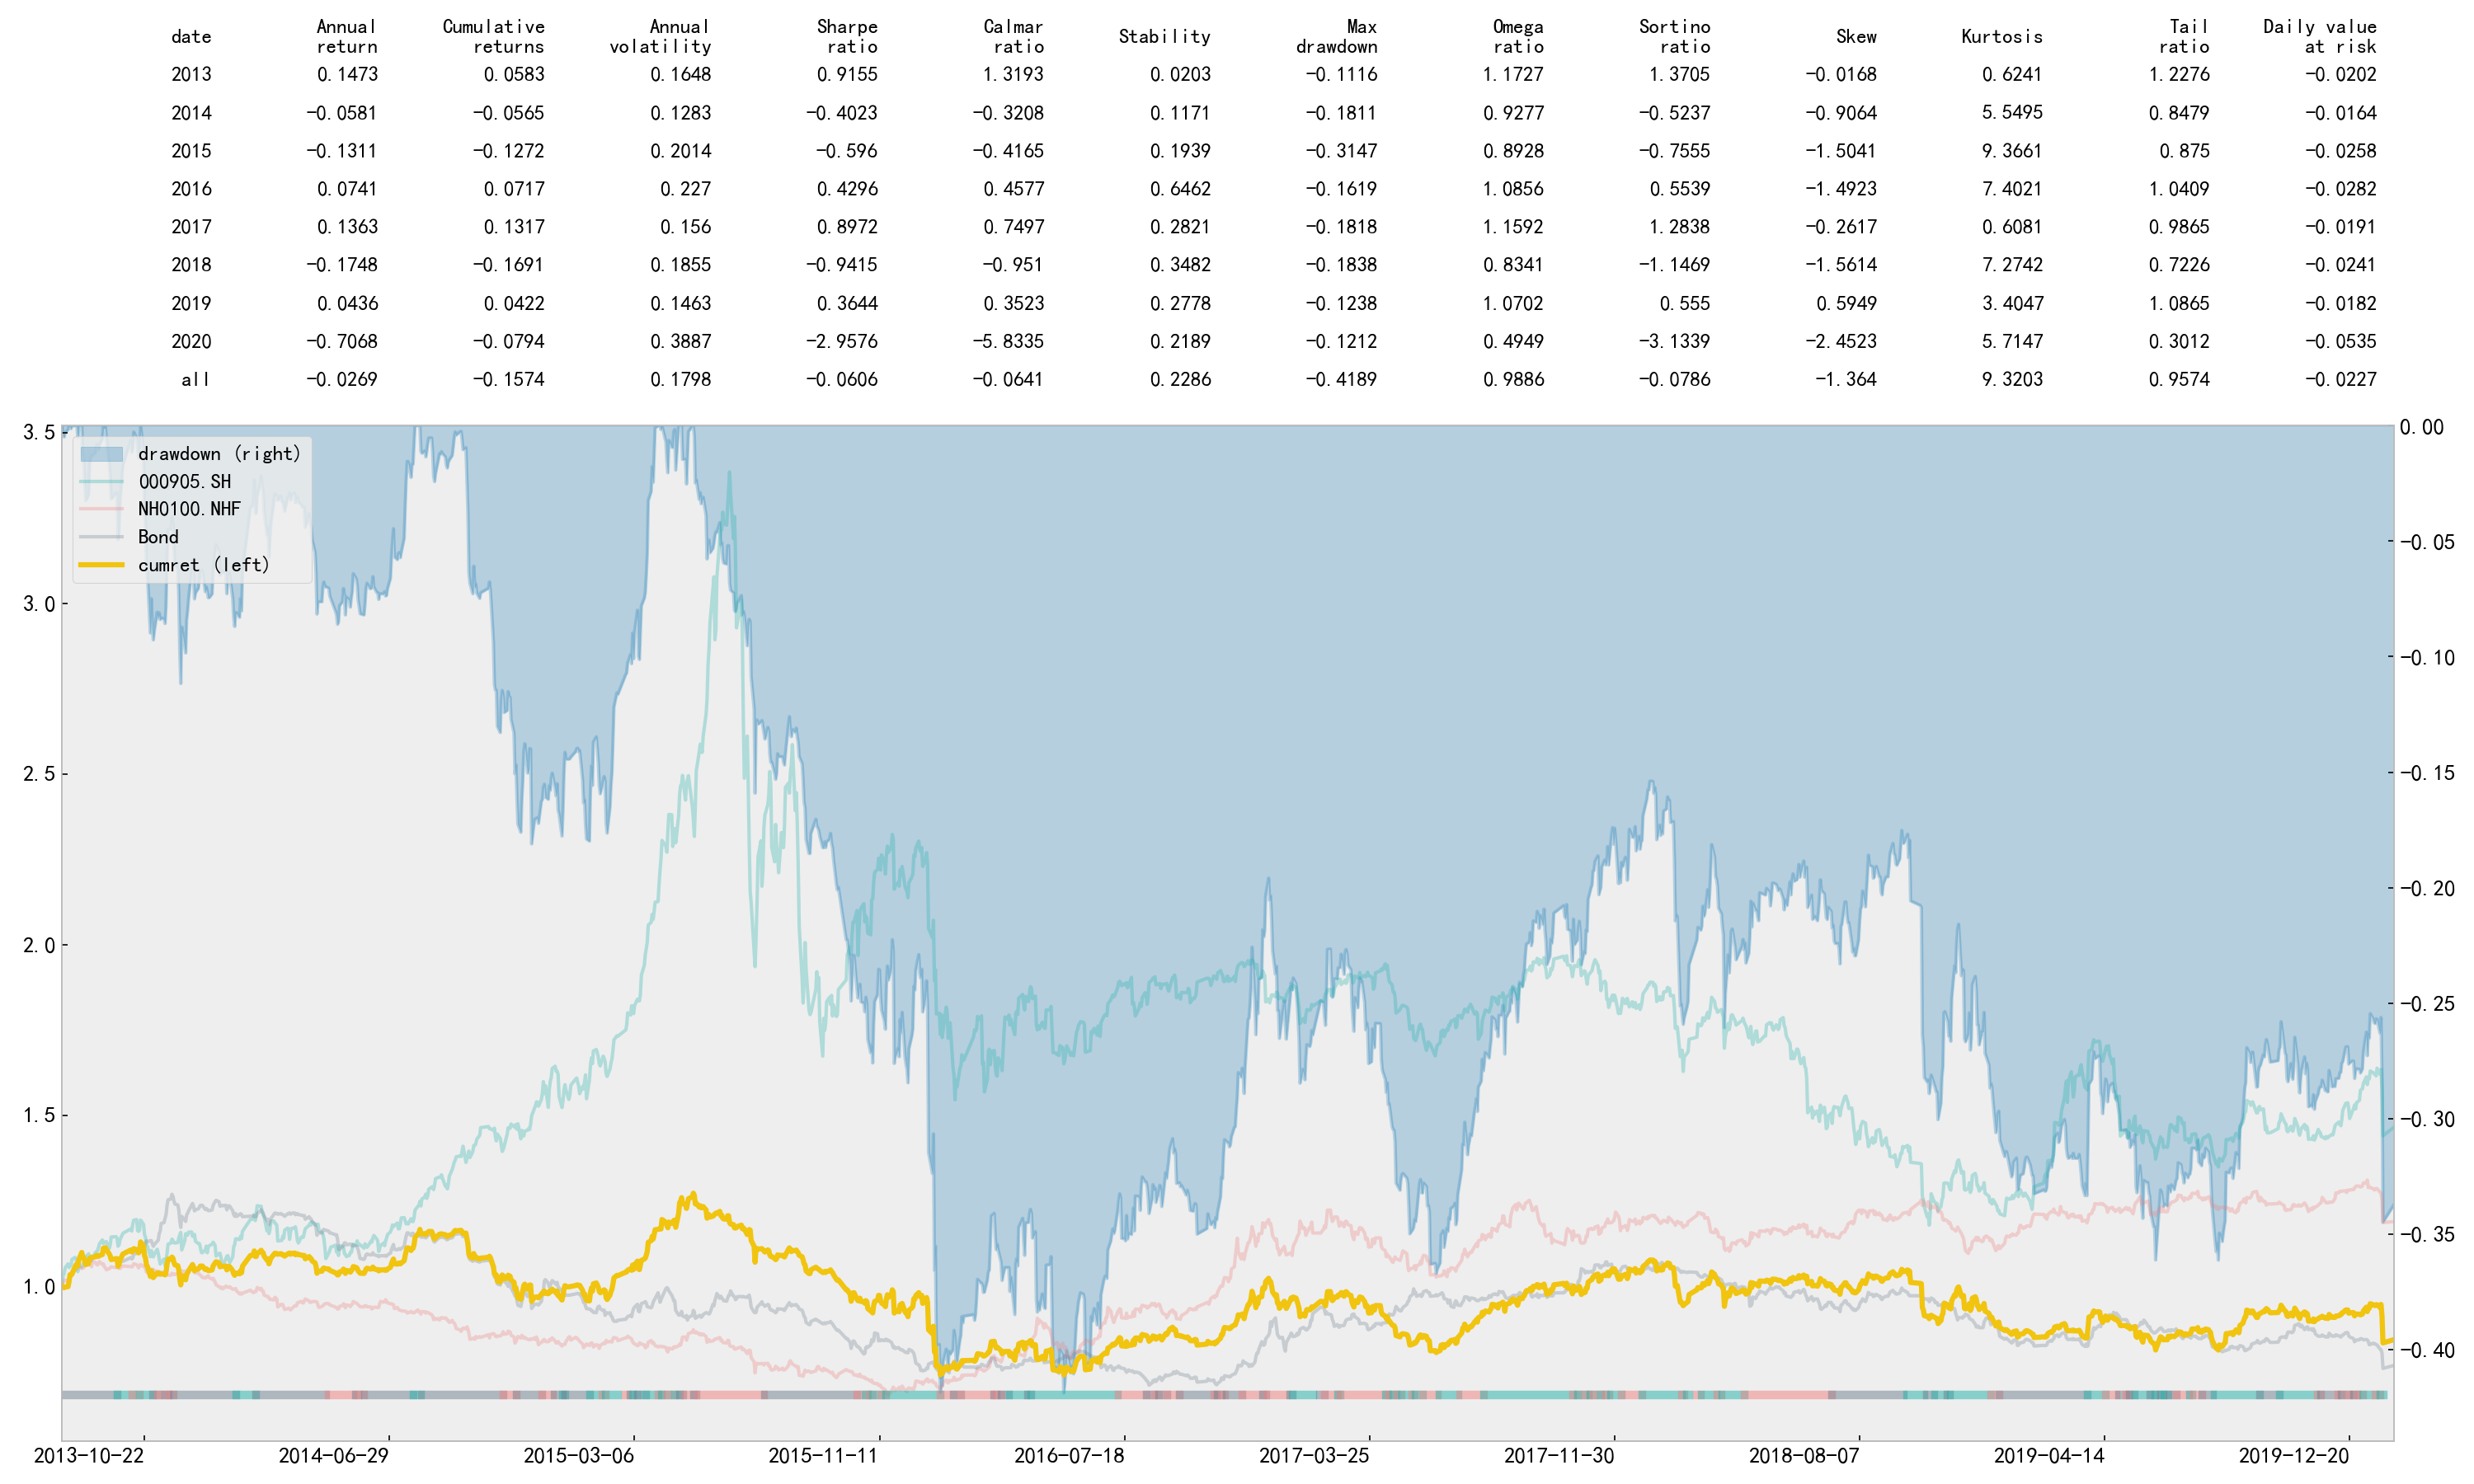 date Annual return Cumulative returns Annual volatility Sharpe ratio Calmar ratio Stability Max drawdown Omega ratio Sortino ratio Skew Kurtosis Tail ratio Daily value at risk
2013 0.1473 0.0583 0.1648 0.9155 1.3193 0.0203 −0.1116 1.1727 1.3705 −0.0168 0.6241 1.2276 −0.0202
2014 −0.0581 −0.0565 0.1283 −0.4023 −0.3208 0.1171 −0.1811 0.9277 −0.5237 −0.9064 5.5495 0.8479 −0.0164
2015 −0.1311 −0.1272 0.2014 −0.596 −0.4165 0.1939 −0.3147 0.8928 −0.7555 −1.5041 9.3661 0.875 −0.0258
2016 0.0741 0.0717 0.227 0.4296 0.4577 0.6462 −0.1619 1.0856 0.5539 −1.4923 7.4021 1.0409 −0.0282
2017 0.1363 0.1317 0.156 0.8972 0.7497 0.2821 −0.1818 1.1592 1.2838 −0.2617 0.6081 0.9865 −0.0191
2018 −0.1748 −0.1691 0.1855 −0.9415 −0.951 0.3482 −0.1838 0.8341 −1.1469 −1.5614 7.2742 0.7226 −0.0241
2019 0.0436 0.0422 0.1463 0.3644 0.3523 0.2778 −0.1238 1.0702 0.555 0.5949 3.4047 1.0865 −0.0182
2020 −0.7068 −0.0794 0.3887 −2.9576 −5.8335 0.2189 −0.1212 0.4949 −3.1339 −2.4523 5.7147 0.3012 −0.0535
all −0.0269 −0.1574 0.1798 −0.0606 −0.0641 0.2286 −0.4189 0.9886 −0.0786 −1.364 9.3203 0.9574 −0.0227
3.5
3.0
2.5
2.0
1.5
1.0
drawdown (right)
000905.SH
NH0100.NHF
Bond
cumret (left)
0.00
−0.05
−0.10
−0.15
−0.20
−0.25
−0.30
−0.35
−0.40
2013−10−22 2014−06−29 2015−03−06 2015−11−11 2016−07−18 2017−03−25 2017−11−30 2018−08−07 2019−04−14 2019−12−20